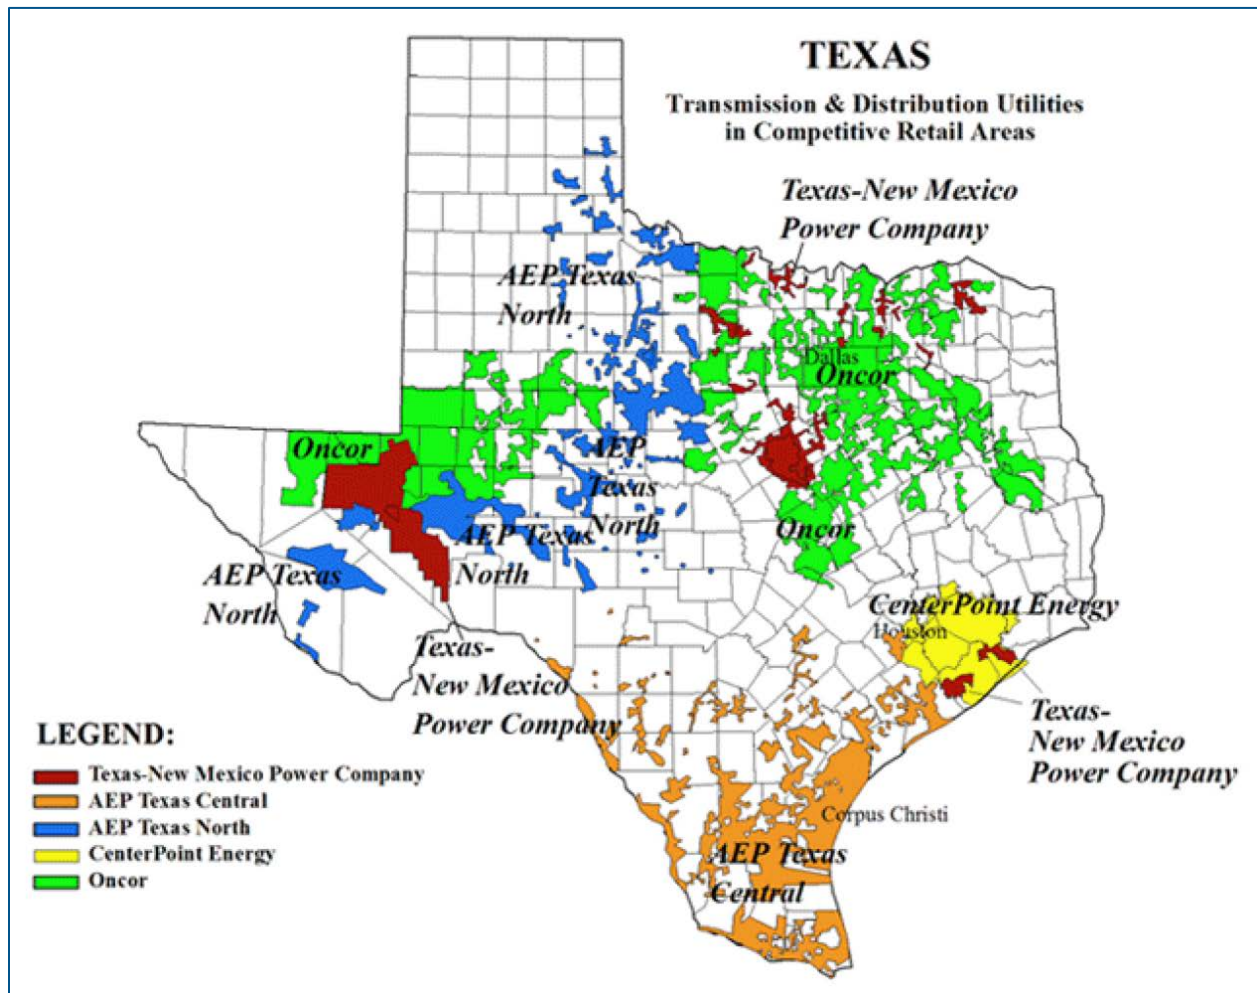 TEXAS
Transmission & Distribution Utilities
in Competitive Retail Areas
Texas-New Mexico
Power Company
AEP Texas
North
Dallas
Oncor
Oncor
AEP
Texas
North
Oncor
AEP Texas
North
AEP Texas
North
CenterPoint Energy
Houston
Texas-
New Mexico
Power Company
Texas-
New Mexico
Power Company
Corpus Christi
AEP Texas
Central
LEGEND:
Texas-New Mexico Power Company
AEP Texas Central
AEP Texas North
CenterPoint Energy
Oncor